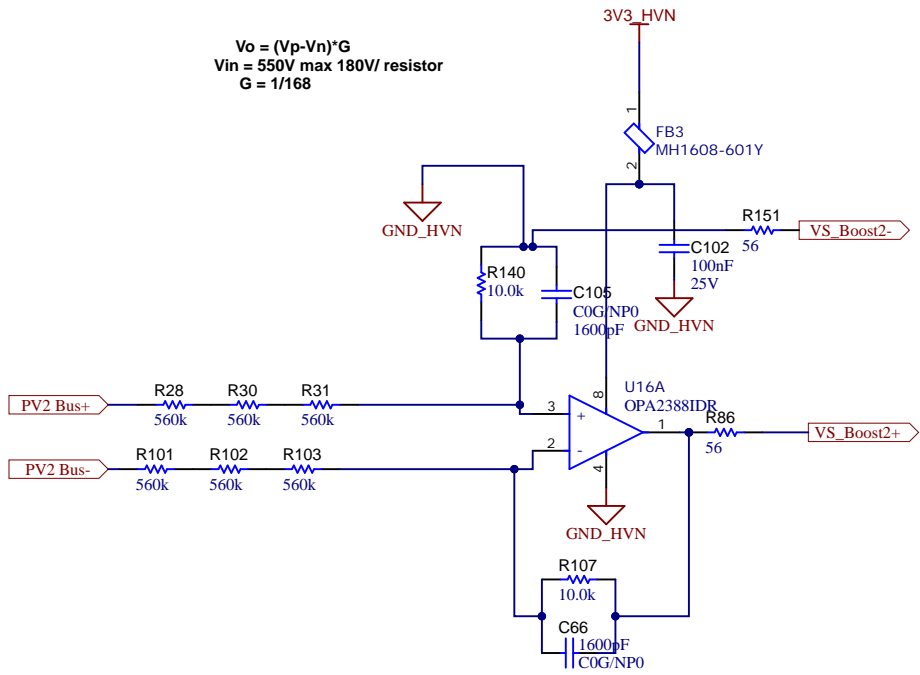 3V3_HVN
Vo = (Vp-Vn)*G
Vin = 550V max 180V/ resistor
G = 1/168
1
FB3
MH1608-601Y
2
GND_HVN
R151
56
VS_Boost2-
C102
100nF
25V
GND_HVN
R140
10.0k
C105
C0G/NP0
1600pF
PV2 Bus+
R28
560k
R30
560k
R31
560k
U16A
OPA2388IDR
8
3
+
2
-
1
4
R86
56
VS_Boost2+
PV2 Bus-
R101
560k
R102
560k
R103
560k
GND_HVN
R107
10.0k
C66
1600pF
C0G/NP0